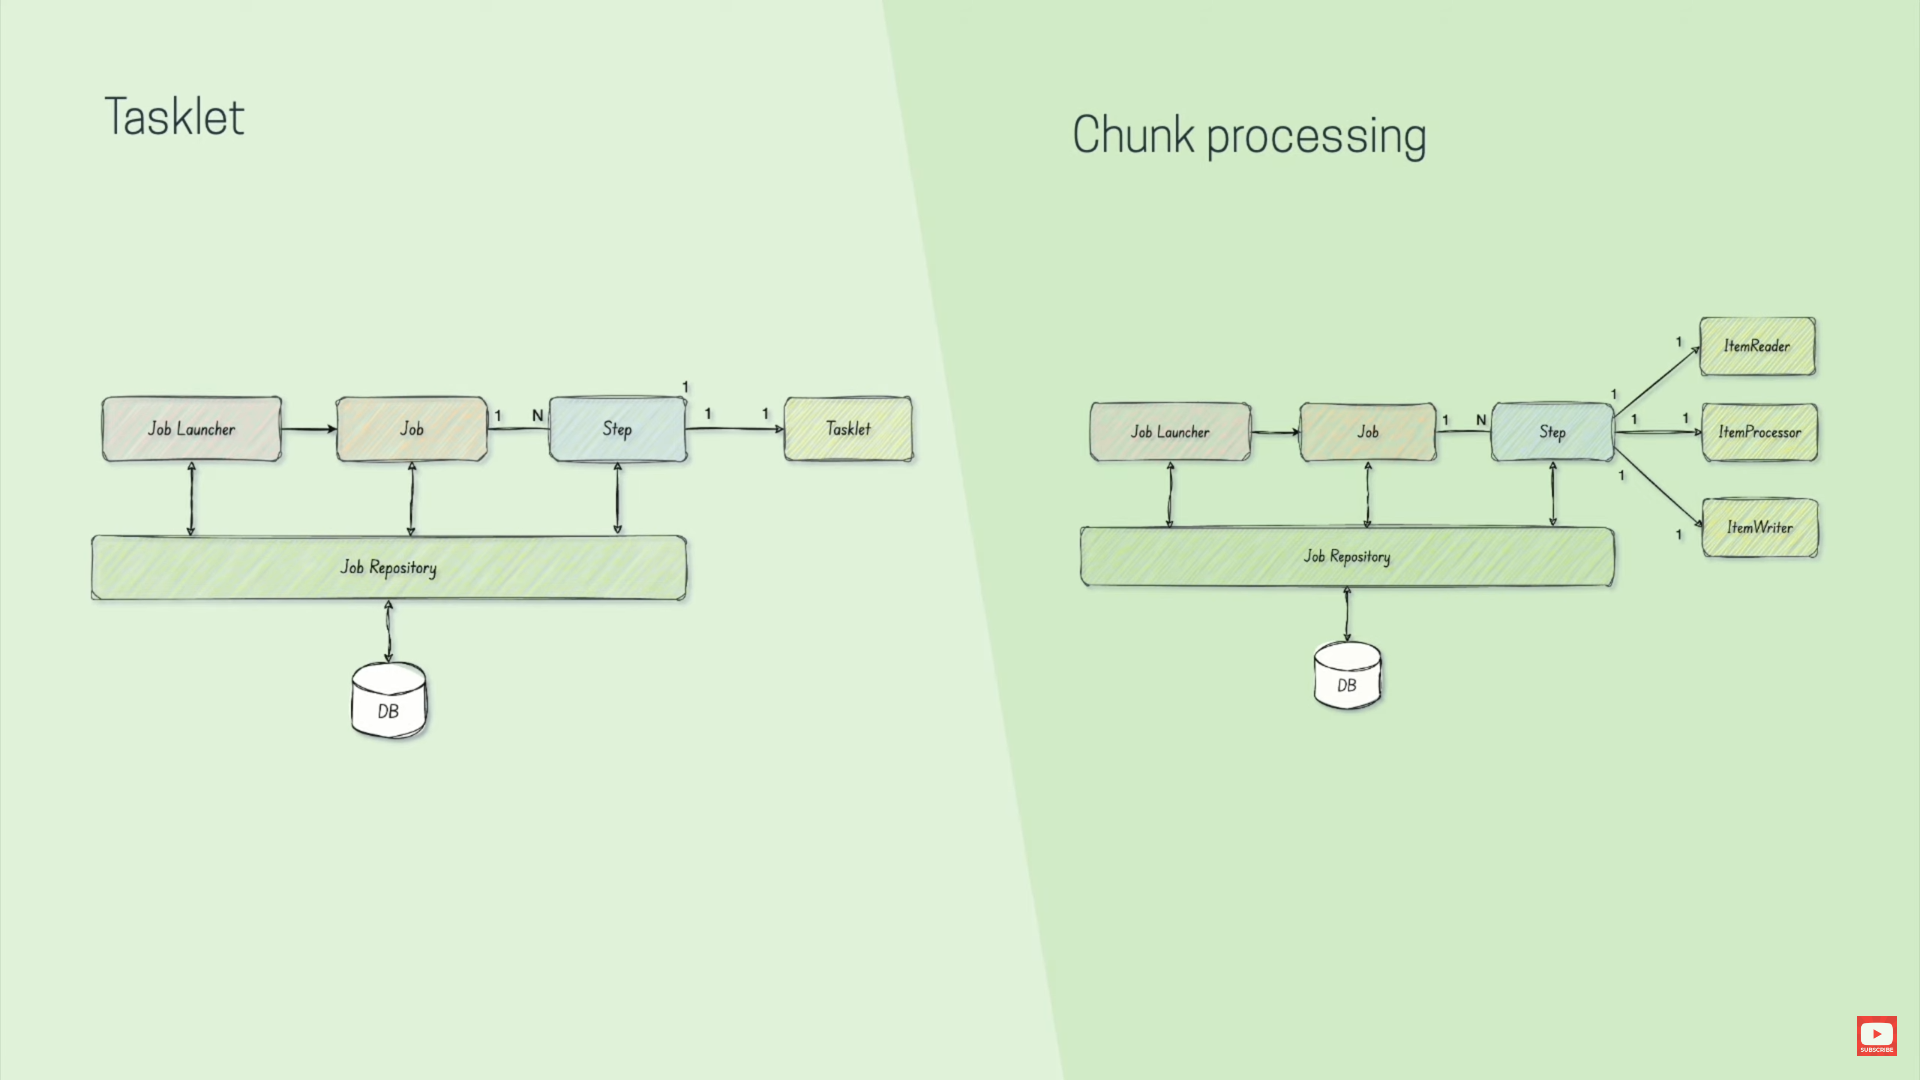 Tasklet
Job Launcher
Job
1
N
Step
1
1
1
Tasklet
Job Repository
DB
Chunk processing
Job Launcher
Job
1
N
Step
1
1
ItemReader
1
1
ItemProcessor
1
1
ItemWriter
Job Repository
DB
SUBSCRIBE